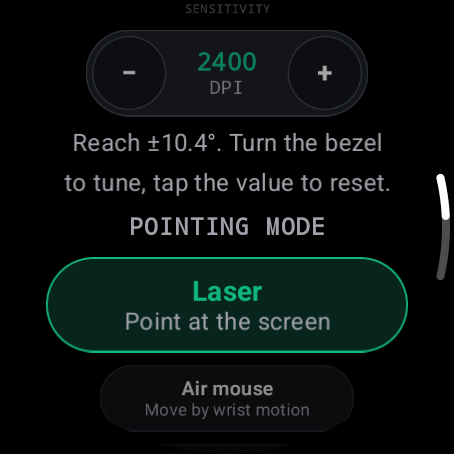 SENSITIVITY
- 2400 +
DPI
Reach ±10.4°. Turn the bezel
to tune, tap the value to reset.
POINTING MODE
Laser
Point at the screen
Air mouse
Move by wrist motion